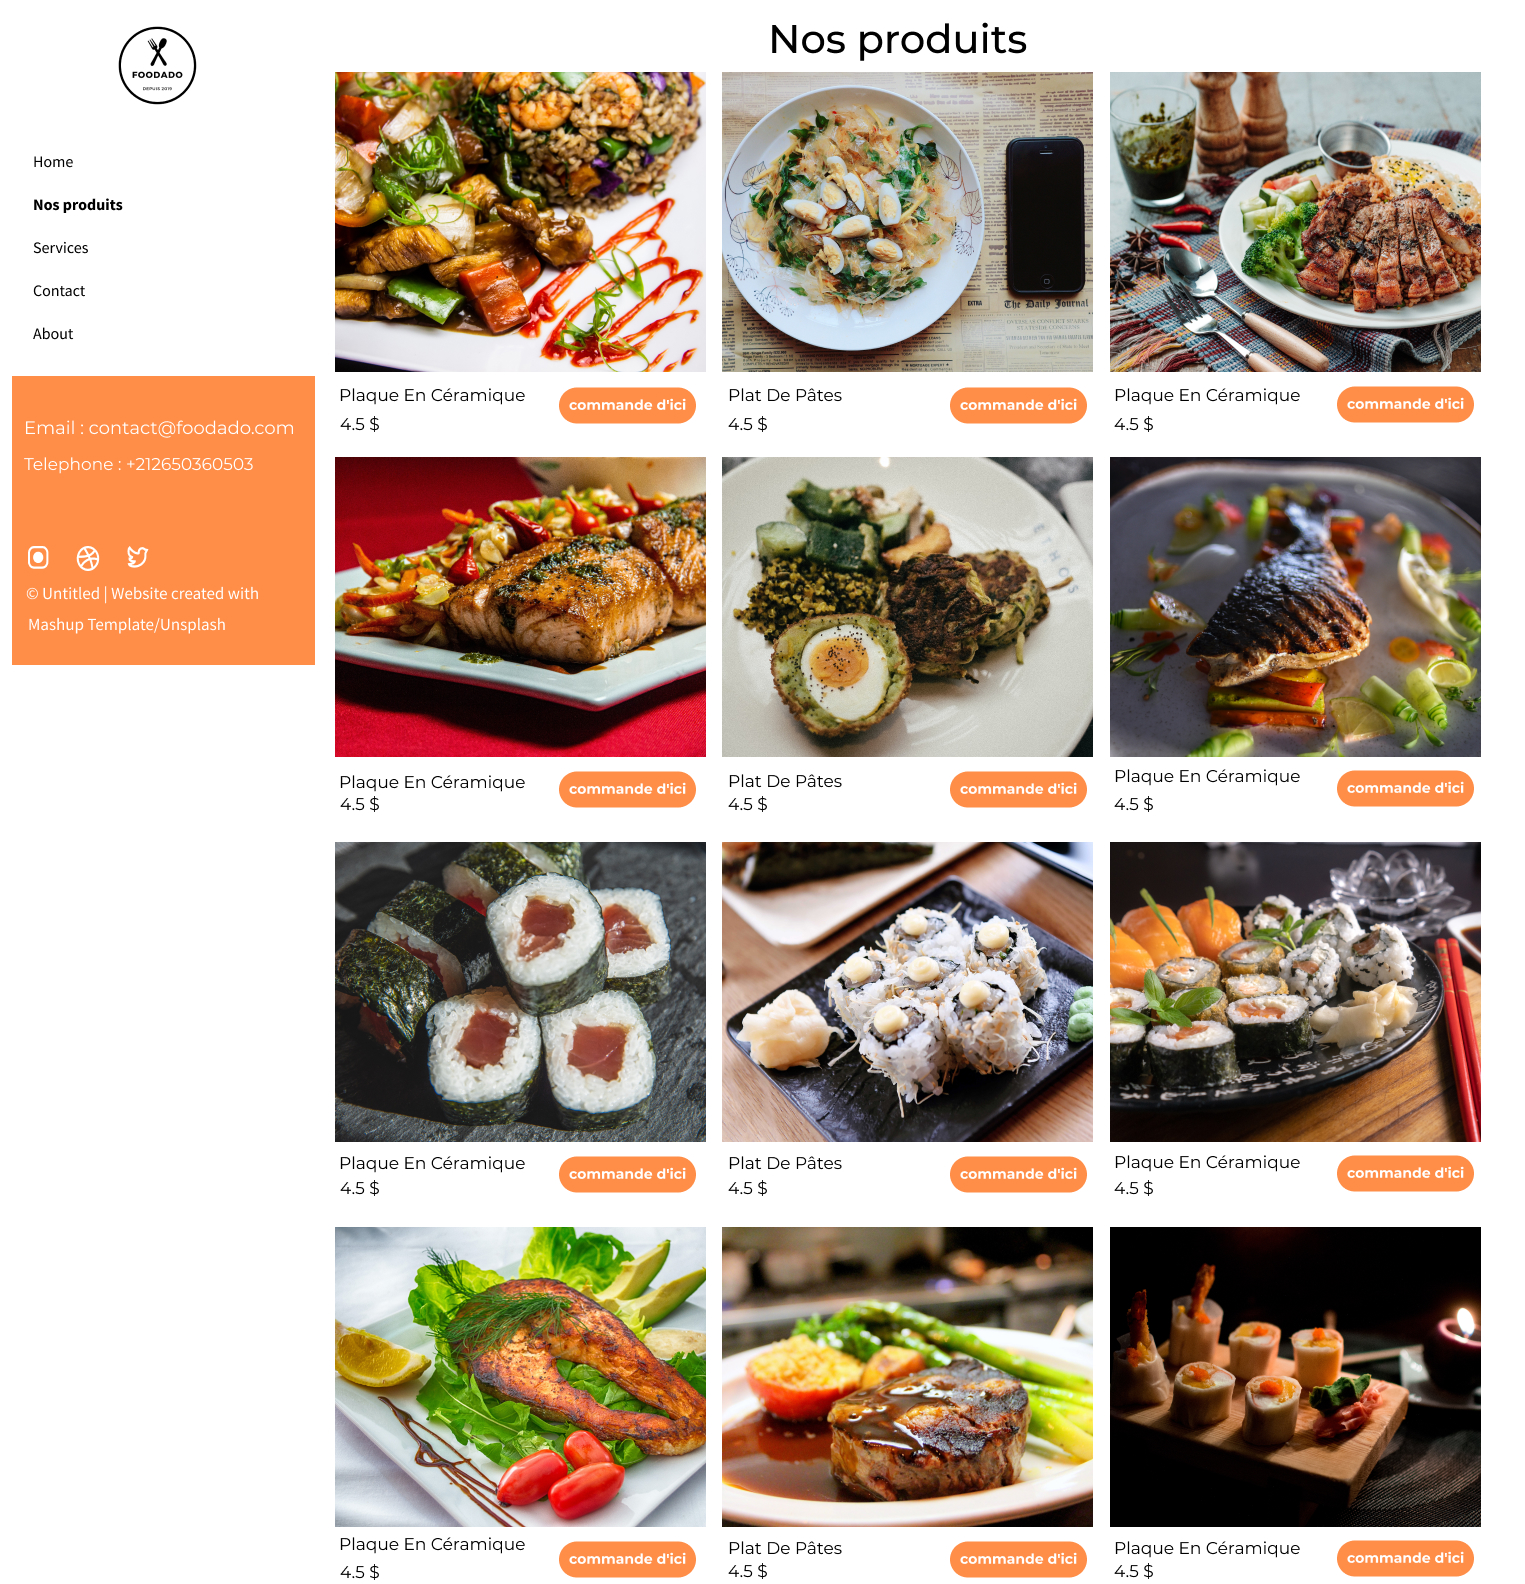 FOODADO
DEPUIS 2019
Home
Nos produits
Services
Contact
About
Email : contact@foodado.com
Telephone : +212650360503
© Untitled | Website created with
Mashup Template/Unsplash
Nos produits
EXTRA
The Daily Journal
Plaque En Céramique
4.5 $
commande d'ici
Plat De Pâtes
4.5 $
commande d'ici
Plaque En Céramique
4.5 $
commande d'ici
Plaque En Céramique
4.5 $
commande d'ici
Plat De Pâtes
4.5 $
commande d'ici
Plaque En Céramique
4.5 $
commande d'ici
Plaque En Céramique
4.5 $
commande d'ici
Plat De Pâtes
4.5 $
commande d'ici
Plaque En Céramique
4.5 $
commande d'ici
Plaque En Céramique
4.5 $
commande d'ici
Plat De Pâtes
4.5 $
commande d'ici
Plaque En Céramique
4.5 $
commande d'ici